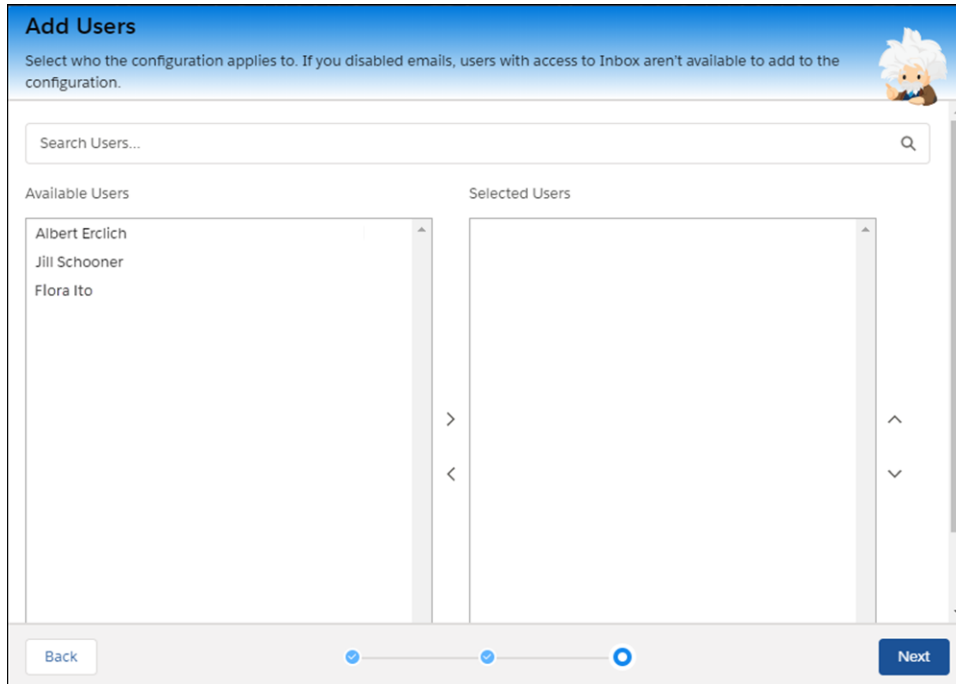 Add Users
Select who the configuration applies to. If you disabled emails, users with access to Inbox aren't available to add to the
configuration.
Search Users...
Available Users
Selected Users
Albert Erclich
Jill Schooner
Flora Ito
Back
Next